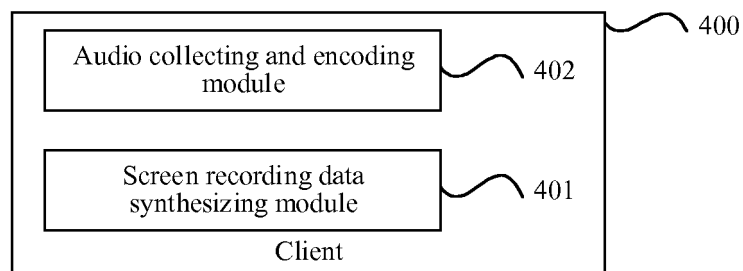 400
Audio collecting and encoding
module
402
Screen recording data
synthesizing module
401
Client